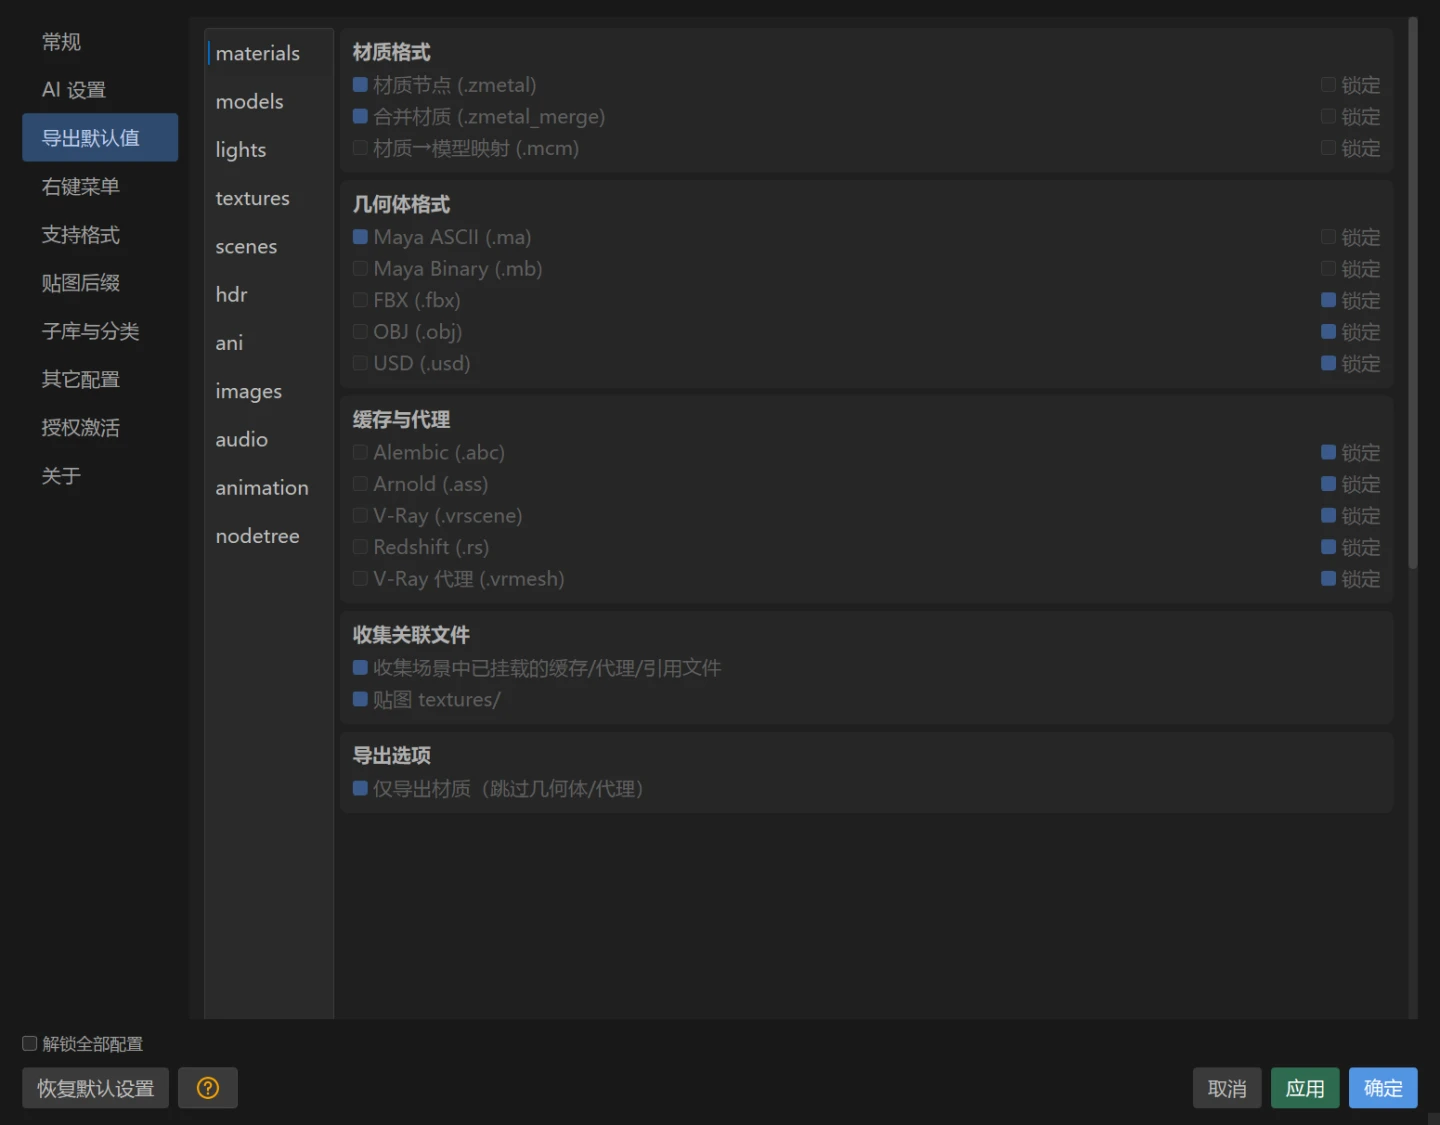 常规
AI 设置
导出默认值
右键菜单
支持格式
贴图后缀
子库与分类
其它配置
授权激活
关于
materials
models
lights
textures
scenes
hdr
ani
images
audio
animation
nodetree
材质格式
材质节点 (.zmetal) 锁定
合并材质 (.zmetal_merge) 锁定
材质→模型映射 (.mcm) 锁定
几何体格式
Maya ASCII (.ma) 锁定
Maya Binary (.mb) 锁定
FBX (.fbx) 锁定
OBJ (.obj) 锁定
USD (.usd) 锁定
缓存与代理
Alembic (.abc) 锁定
Arnold (.ass) 锁定
V-Ray (.vrscene) 锁定
Redshift (.rs) 锁定
V-Ray 代理 (.vrmesh) 锁定
收集关联文件
收集场景中已挂载的缓存/代理/引用文件
贴图 textures/
导出选项
仅导出材质（跳过几何体/代理）
解锁全部配置
恢复默认设置 ? 取消 应用 确定